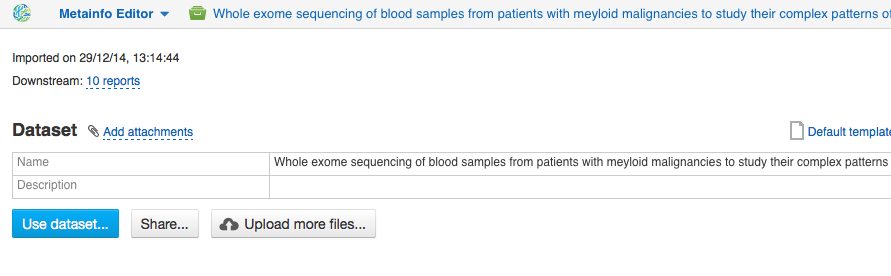 Metainfo Editor Whole exome sequencing of blood samples from patients with meyloid malignancies to study their complex patterns of
Imported on 29/12/14, 13:14:44
Downstream: 10 reports
Dataset Add attachments Default template
Name Whole exome sequencing of blood samples from patients with meyloid malignancies to study their complex patterns
Description
Use dataset... Share... Upload more files...